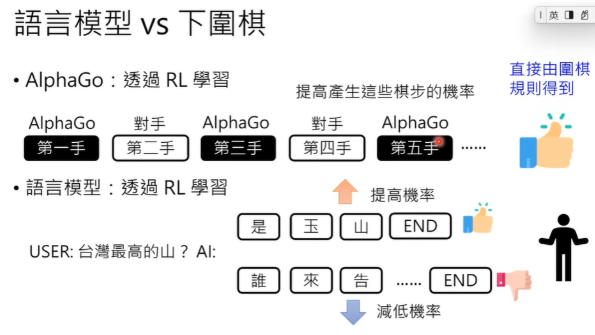 語言模型 vs 下圍棋
英
• AlphaGo：透過 RL 學習
提高產生這些棋步的機率
直接由圍棋
規則得到
AlphaGo 對手 AlphaGo 對手 AlphaGo
第一手 第二手 第三手 第四手 第五手 ……
• 語言模型：透過 RL 學習
提高機率
是 玉 山 END
USER: 台灣最高的山？ AI:
誰 來 告 …… END
減低機率